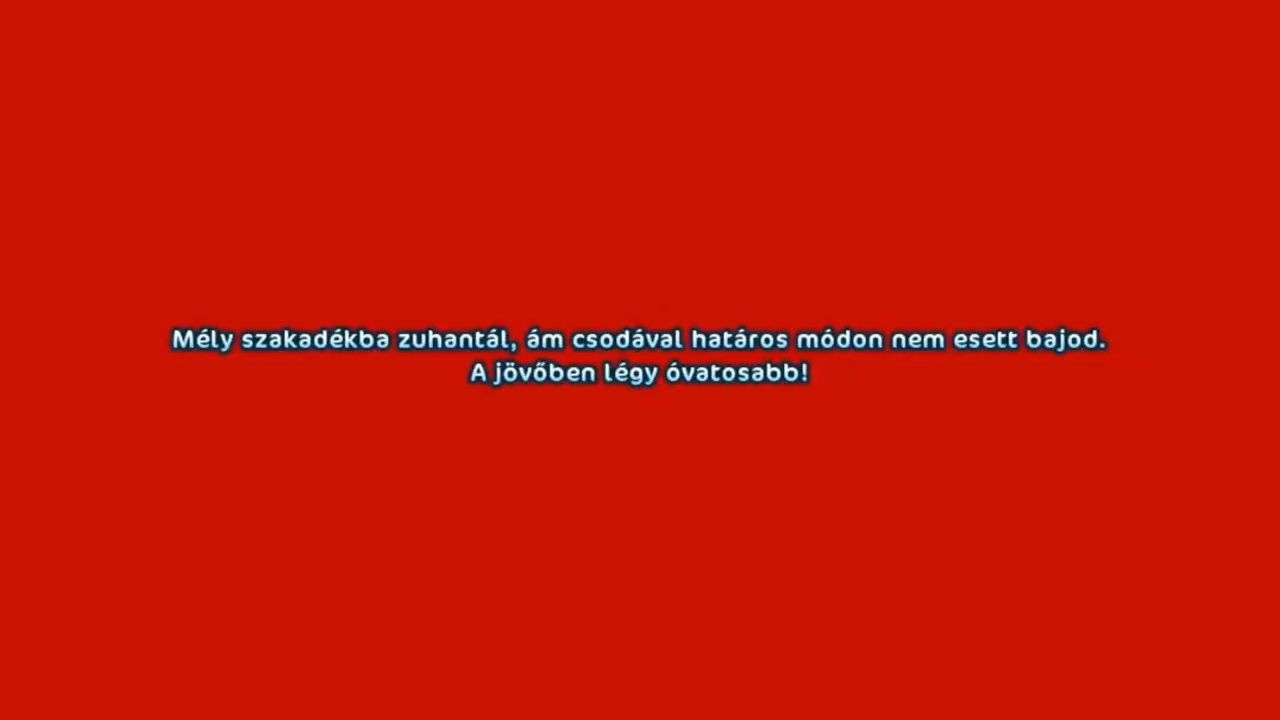 Mély szakadékba zuhantál, ám csodával határos módon nem esett bajod.
A jövőben légy óvatosabb!